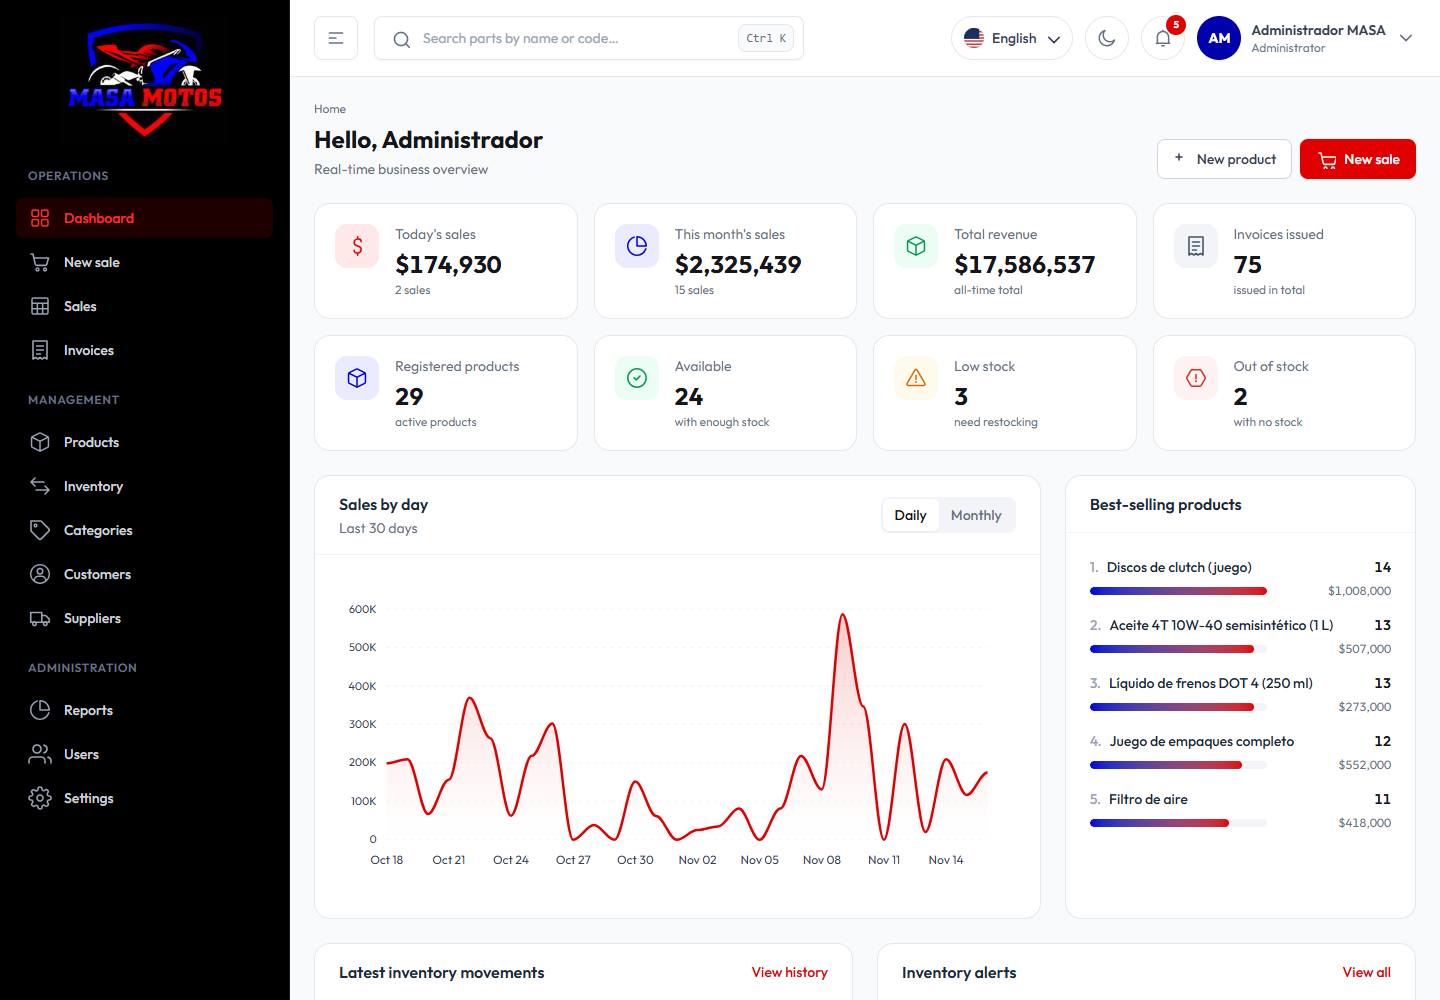 MASA MOTOS
OPERATIONS
Dashboard
New sale
Sales
Invoices
MANAGEMENT
Products
Inventory
Categories
Customers
Suppliers
ADMINISTRATION
Reports
Users
Settings
Search parts by name or code...
Ctrl K
English
5
AM
Administrador MASA
Administrator
Home
Hello, Administrador
Real-time business overview
+ New product
New sale
Today's sales
$174,930
2 sales
This month's sales
$2,325,439
15 sales
Total revenue
$17,586,537
all-time total
Invoices issued
75
issued in total
Registered products
29
active products
Available
24
with enough stock
Low stock
3
need restocking
Out of stock
2
with no stock
Sales by day
Last 30 days
Daily Monthly
600K
500K
400K
300K
200K
100K
0
Oct 18 Oct 21 Oct 24 Oct 27 Oct 30 Nov 02 Nov 05 Nov 08 Nov 11 Nov 14
Best-selling products
1. Discos de clutch (juego) 14
$1,008,000
2. Aceite 4T 10W-40 semisintético (1 L) 13
$507,000
3. Líquido de frenos DOT 4 (250 ml) 13
$273,000
4. Juego de empaques completo 12
$552,000
5. Filtro de aire 11
$418,000
Latest inventory movements
View history
Inventory alerts
View all